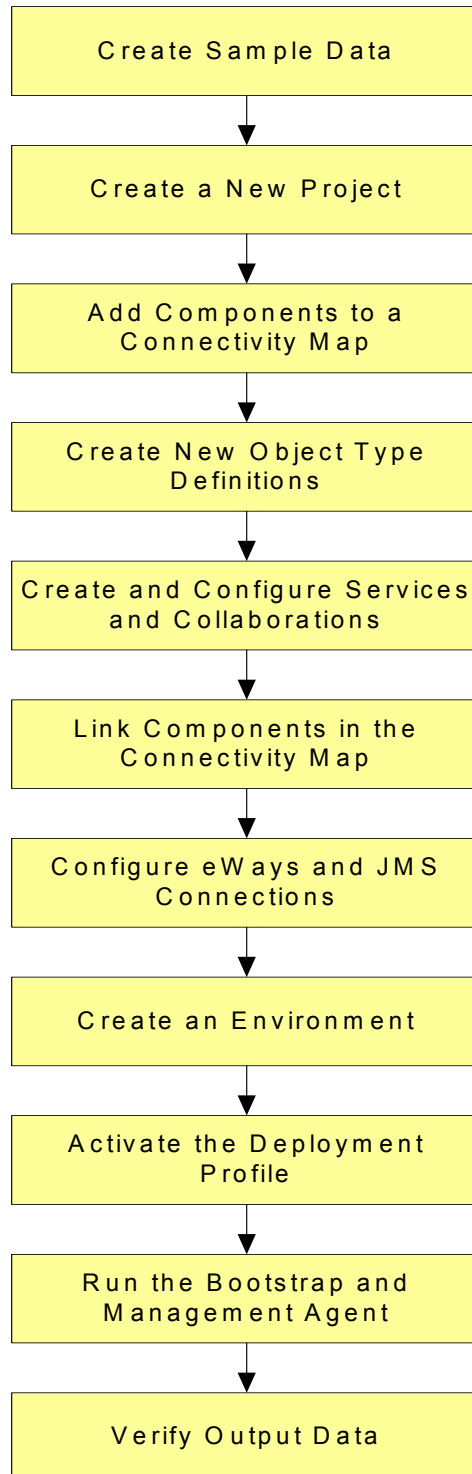 Create Sample Data
Create a New Project
Add Components to a
Connectivity Map
Create New Object Type
Definitions
Create and Configure Services
and Collaborations
Link Components in the
Connectivity Map
Configure eWays and JMS
Connections
Create an Environment
Activate the Deployment
Profile
Run the Bootstrap and
Management Agent
Verify Output Data